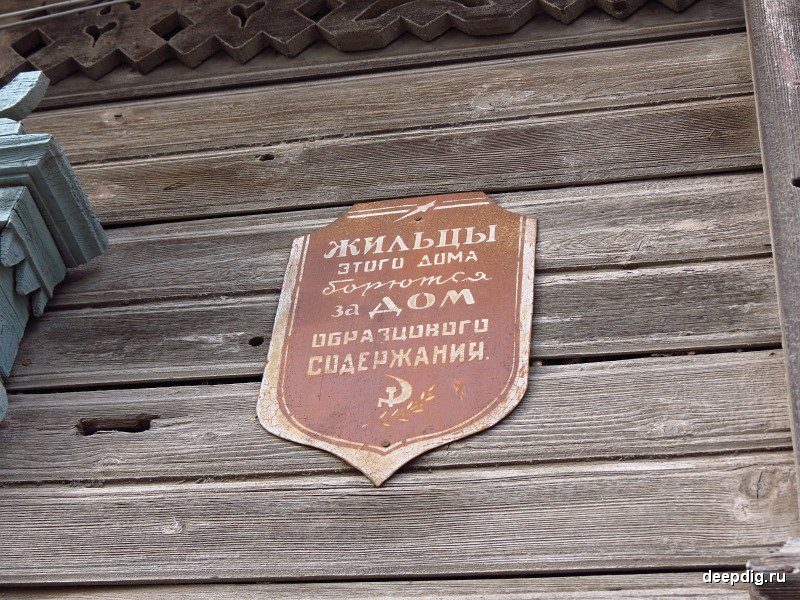 ЖИЛЬЦЫ
ЭТОГО ДОМА
борются
за ДОМ
ОБРАЗЦОВОГО
СОДЕРЖАНИЯ.
deepdig.ru